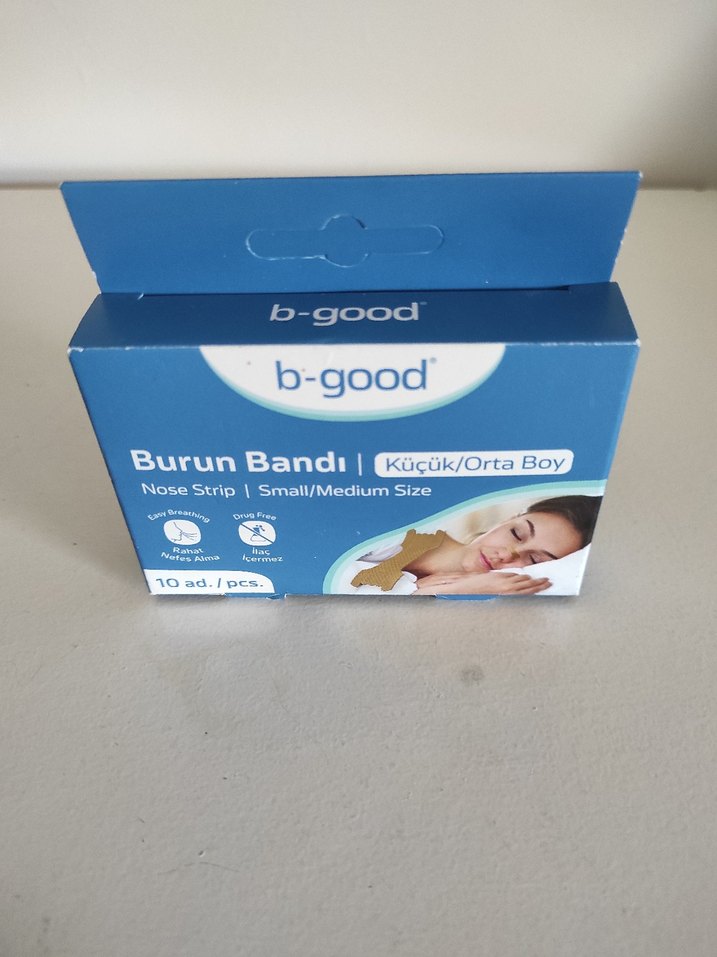 b-good®
b-good®
Burun Bandı | Küçük/Orta Boy
Nose Strip | Small/Medium Size
Easy Breathing
Rahat
Nefes Alma
Drug Free
İlaç
İçermez
10 ad. / pcs.